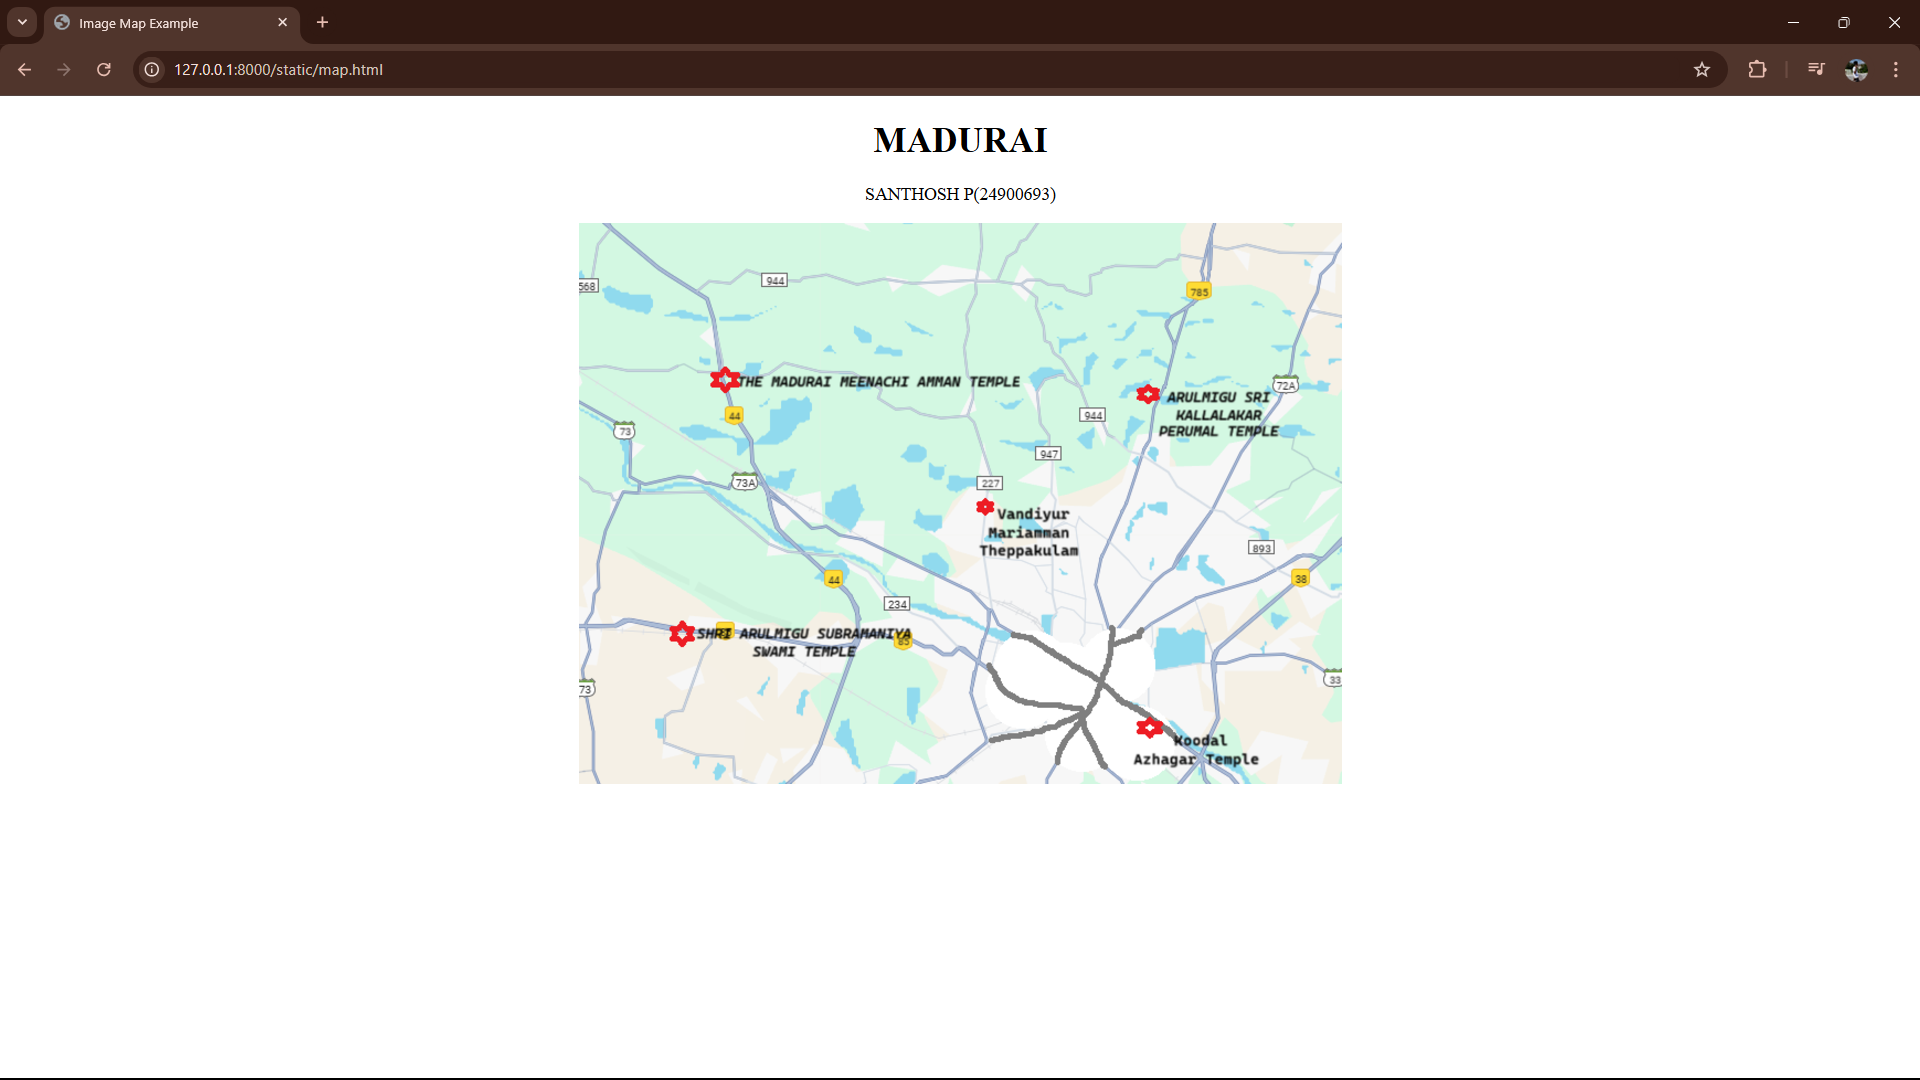 Image Map Example
127.0.0.1:8000/static/map.html
MADURAI
SANTHOSH P(24900693)
568
944
785
THE MADURAI MEENACHI AMMAN TEMPLE
72A
ARULMIGU SRI
KALLALAKAR
PERUMAL TEMPLE
44
944
73
947
73A
227
Vandiyur
Mariamman
Theppakulam
893
44
38
234
SHRI ARULMIGU SUBRAMANIYA
SWAMI TEMPLE
85
73
33
Koodal
Azhagar Temple